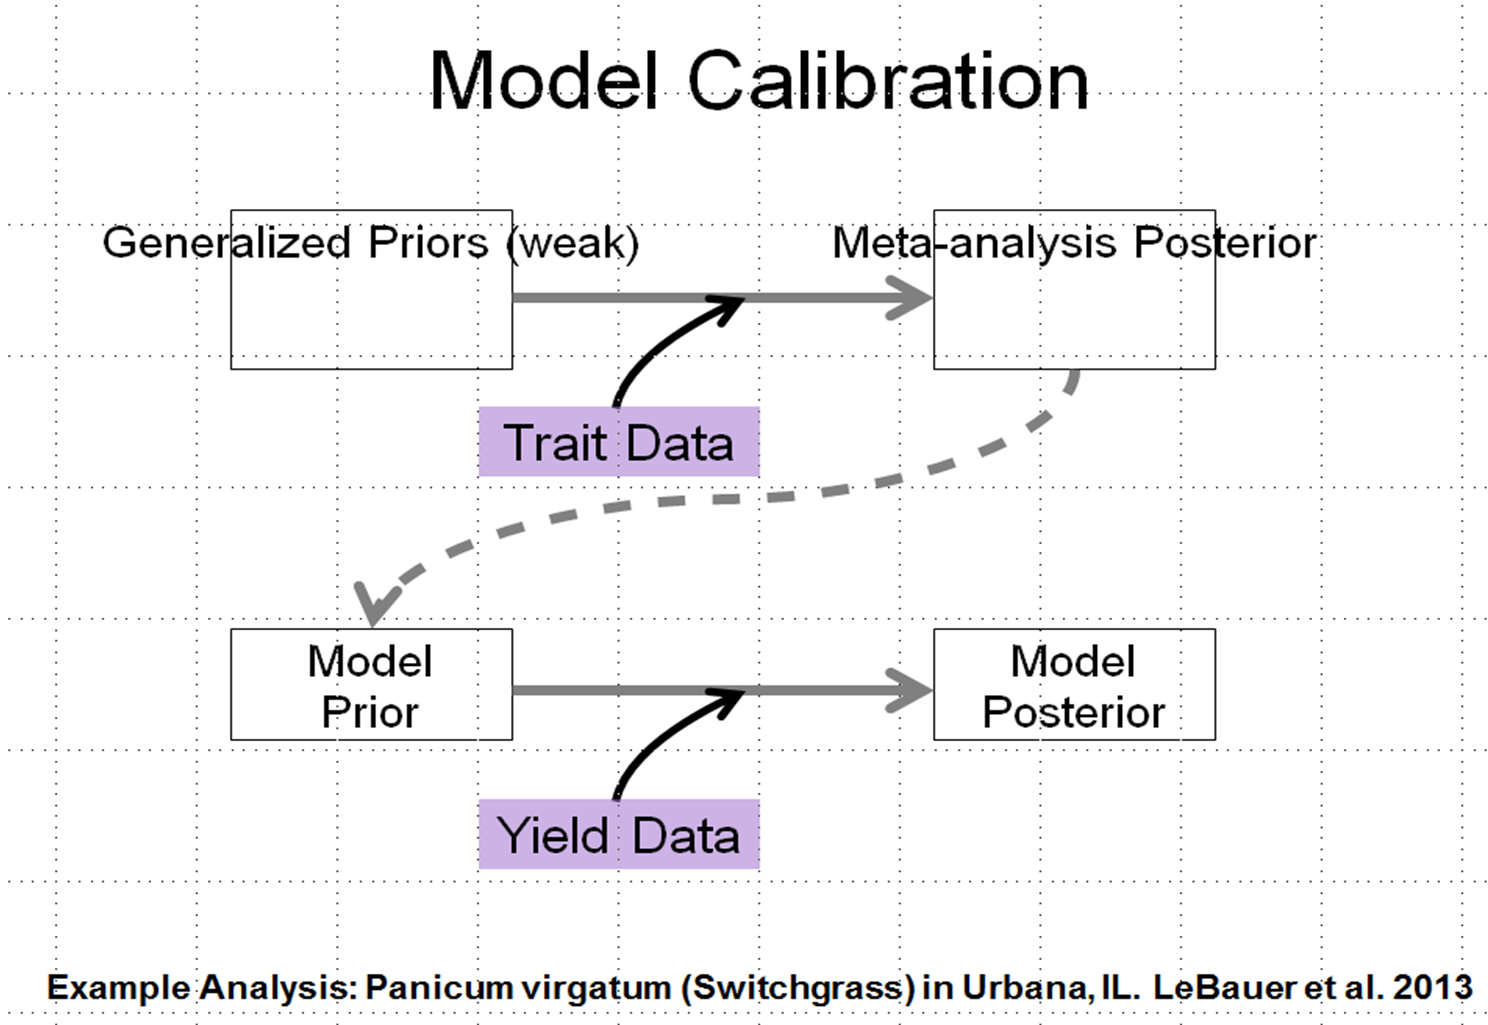 Model Calibration
Generalized Priors (weak)
Meta-analysis Posterior
Trait Data
Model
Prior
Model
Posterior
Yield Data
Example Analysis: Panicum virgatum (Switchgrass) in Urbana, IL. LeBauer et al. 2013